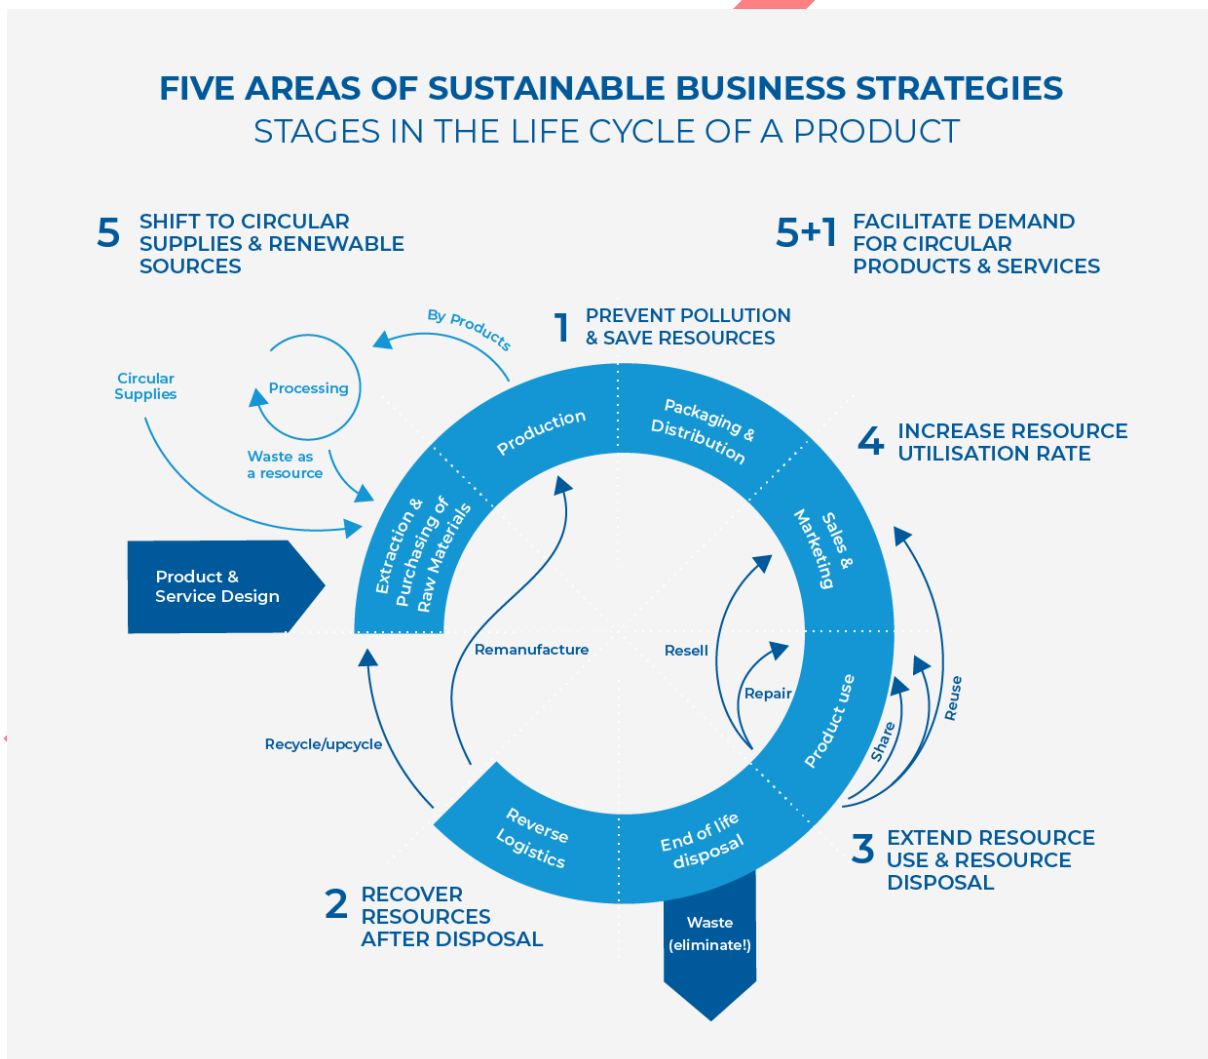 FIVE AREAS OF SUSTAINABLE BUSINESS STRATEGIES
STAGES IN THE LIFE CYCLE OF A PRODUCT
5
SHIFT TO CIRCULAR
SUPPLIES & RENEWABLE
SOURCES
5+1
FACILITATE DEMAND
FOR CIRCULAR
PRODUCTS & SERVICES
1
PREVENT POLLUTION
& SAVE RESOURCES
By Products
Processing
Circular
Supplies
Waste as
a resource
4
INCREASE RESOURCE
UTILISATION RATE
Product &
Service Design
Extraction &
Purchasing of
Raw Materials
Production
Packaging &
Distribution
Sales &
Marketing
Product use
End of life
disposal
Reverse
Logistics
Remanufacture
Recycle/upcycle
Resell
Repair
Share
Reuse
3
EXTEND RESOURCE
USE & RESOURCE
DISPOSAL
2
RECOVER
RESOURCES
AFTER DISPOSAL
Waste
(eliminate!)